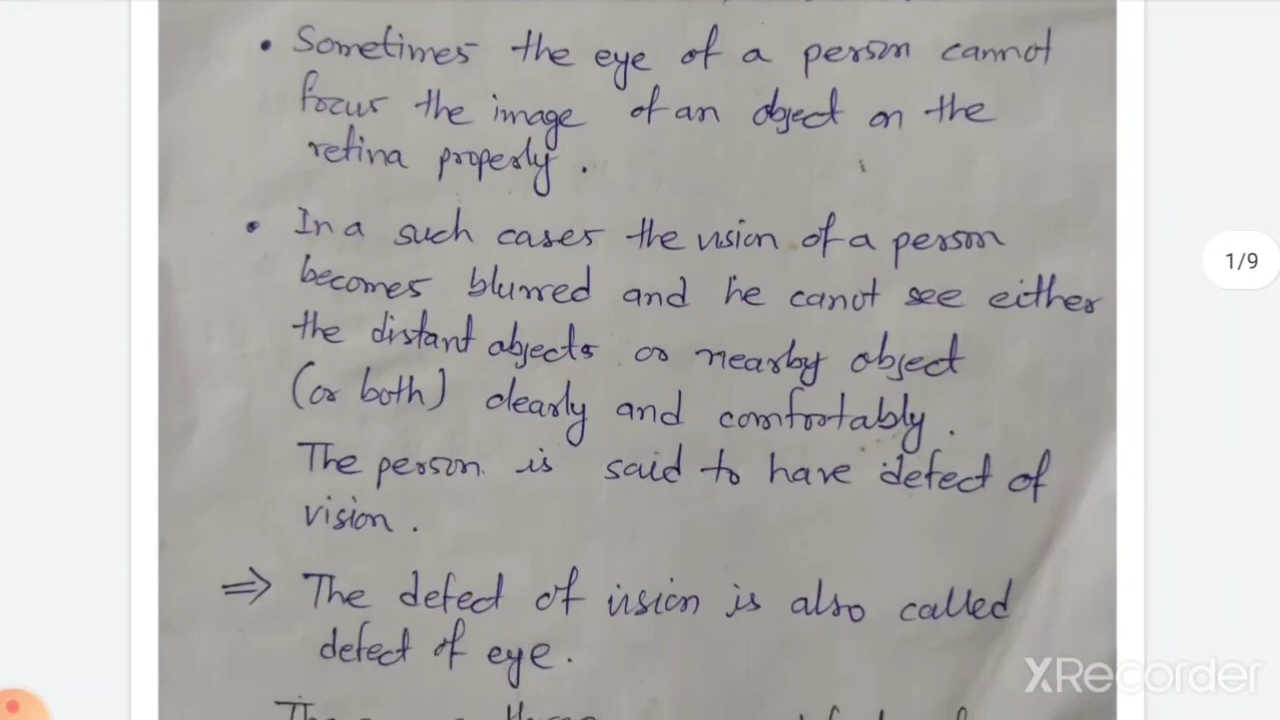 • Sometimes the eye of a person cannot
focus the image of an object on the
retina properly.
• In a such cases the vision of a person
becomes blurred and he canot see either
the distant objects or nearby object
(or both) clearly and comfortably.
The person is said to have defect of
vision.
⇒ The defect of vision is also called
defect of eye.
1/9
XRecorder